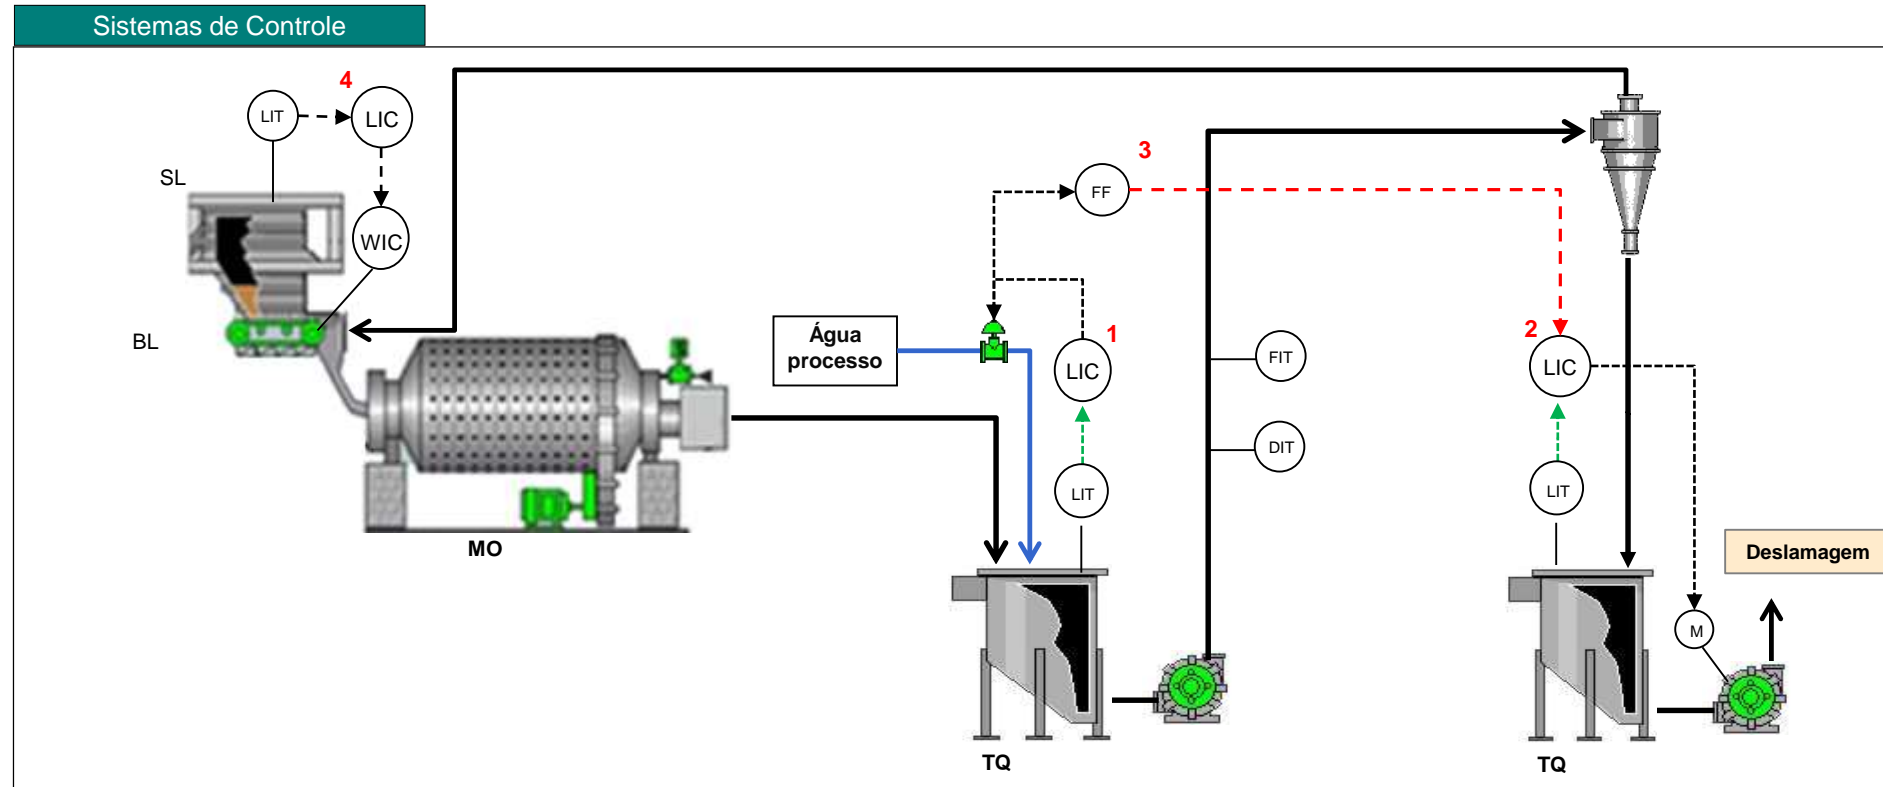 Sistemas de Controle
4
LIT
LIC
SL
WIC
BL
MO
Água
processo
FF
3
1
LIC
LIT
FIT
DIT
TQ
2
LIC
LIT
M
Deslamagem
TQ